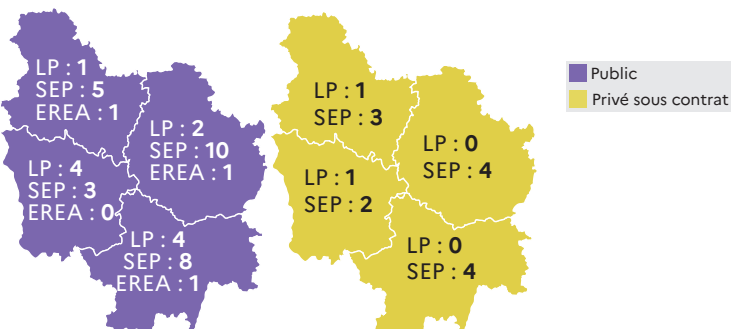 LP : 1
SEP : 5
EREA : 1
LP : 2
SEP : 10
EREA : 1
LP : 4
SEP : 3
EREA : 0
LP : 4
SEP : 8
EREA : 1
LP : 1
SEP : 3
LP : 0
SEP : 4
LP : 1
SEP : 2
LP : 0
SEP : 4
Public
Privé sous contrat